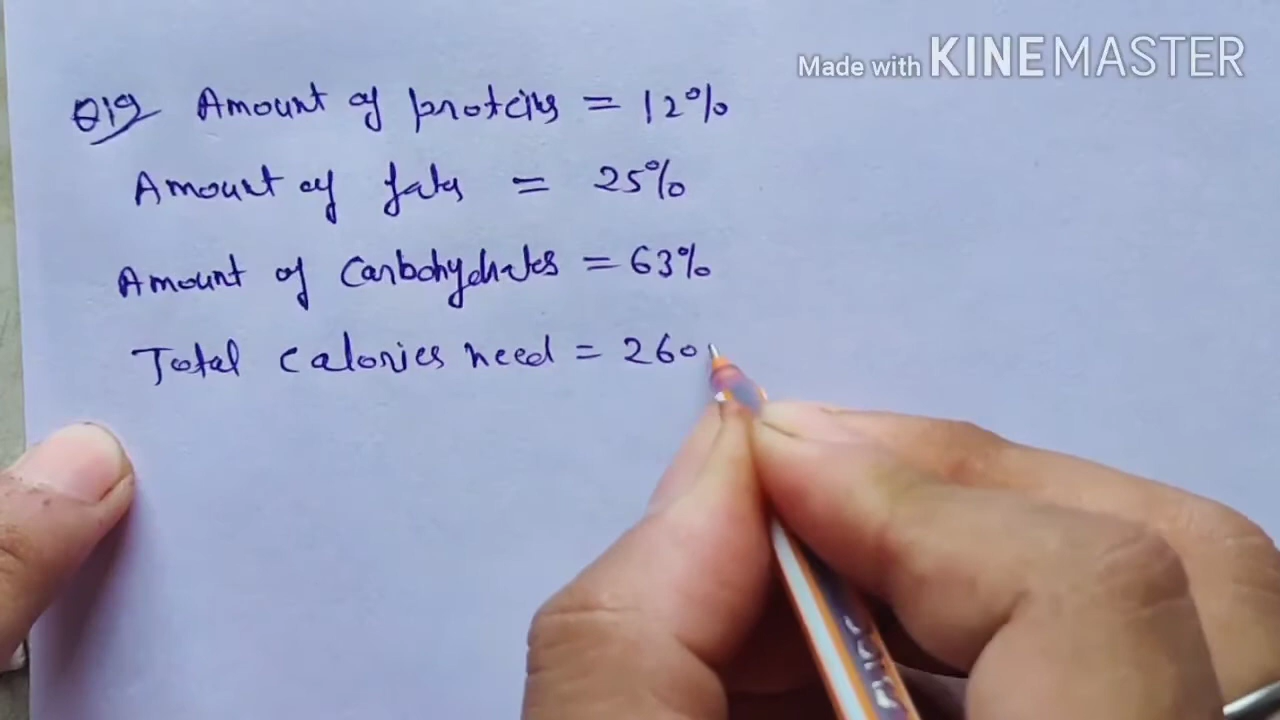 Made with KINEMASTER
Q19 Amount of proteins = 12%
Amount of fats = 25%
Amount of Carbohydrates = 63%
Total Calories need = 260